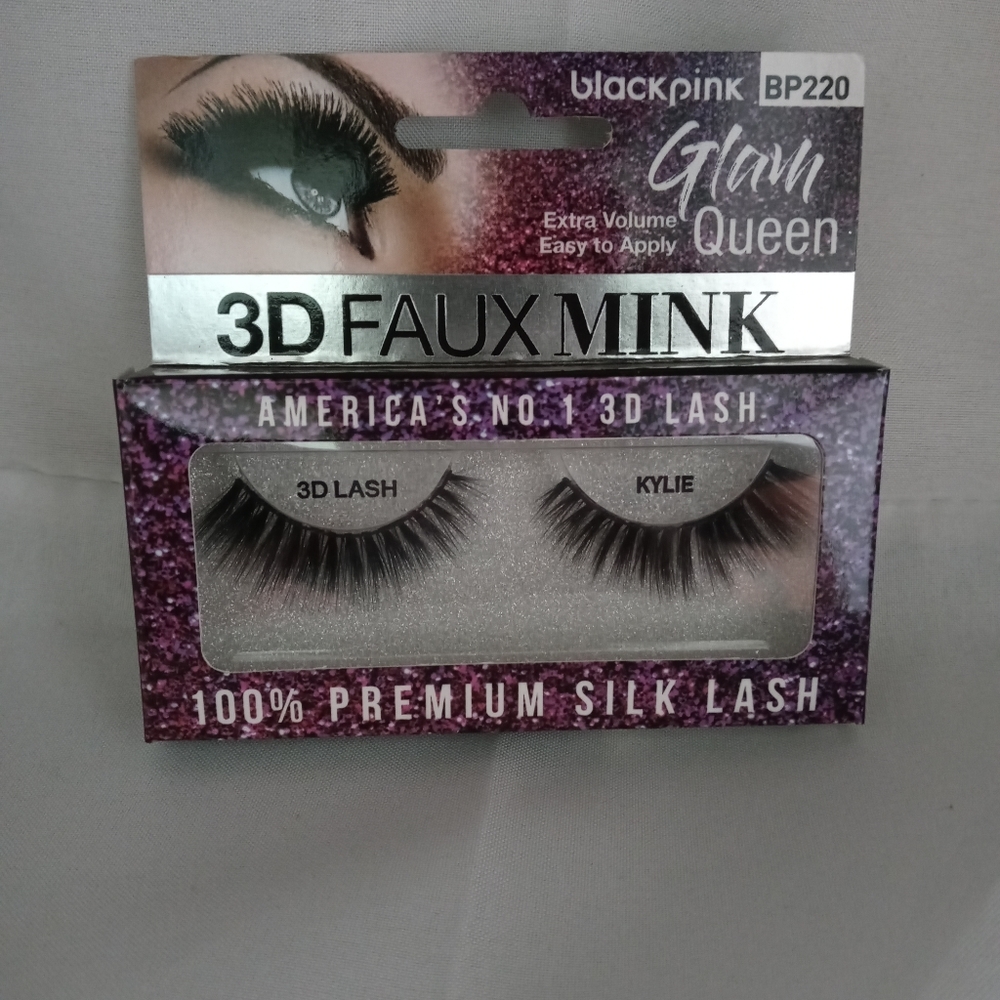 blackpink BP220
Glam
Queen
Extra Volume
Easy to Apply
3D FAUX MINK
AMERICA'S NO.1 3D LASH
3D LASH
KYLIE
100% PREMIUM SILK LASH